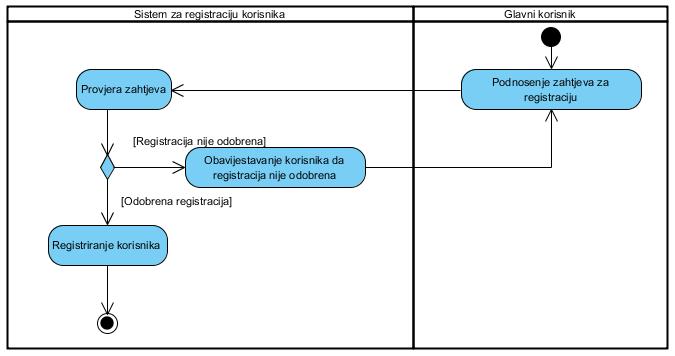 Sistem za registraciju korisnika
Glavni korisnik
Provjera zahtjeva
Podnosenje zahtjeva za
registraciju
[Registracija nije odobrena]
Obavijestavanje korisnika da
registracija nije odobrena
[Odobrena registracija]
Registriranje korisnika